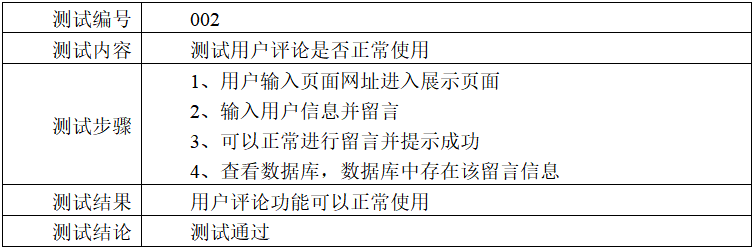 测试编号 002
测试内容 测试用户评论是否正常使用
测试步骤 1、用户输入页面网址进入展示页面
2、输入用户信息并留言
3、可以正常进行留言并提示成功
4、查看数据库，数据库中存在该留言信息
测试结果 用户评论功能可以正常使用
测试结论 测试通过